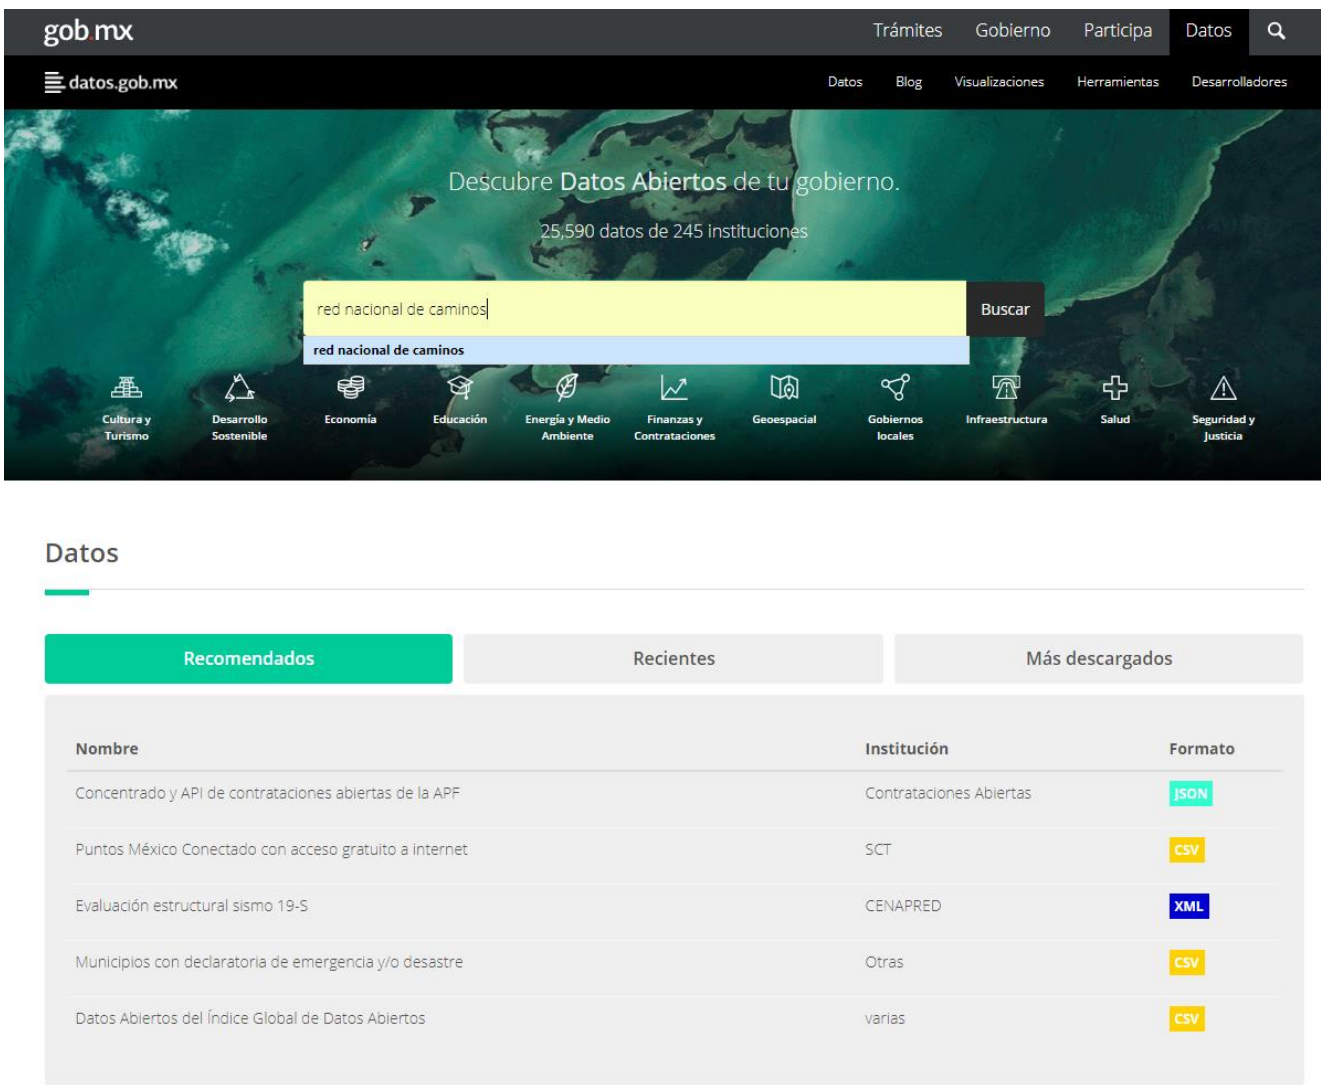 gob.mx
Trámites Gobierno Participa Datos
datos.gob.mx
Datos Blog Visualizaciones Herramientas Desarrolladores
Descubre Datos Abiertos de tu gobierno.
25,590 datos de 245 instituciones
red nacional de caminos Buscar
red nacional de caminos
Cultura y Turismo
Desarrollo Sostenible
Economía
Educación
Energía y Medio Ambiente
Finanzas y Contrataciones
Geoespacial
Gobiernos locales
Infraestructura
Salud
Seguridad y Justicia
Datos
Recomendados Recientes Más descargados
Nombre Institución Formato
Concentrado y API de contrataciones abiertas de la APF Contrataciones Abiertas JSON
Puntos México Conectado con acceso gratuito a internet SCT CSV
Evaluación estructural sismo 19-S CENAPRED XML
Municipios con declaratoria de emergencia y/o desastre Otras CSV
Datos Abiertos del Índice Global de Datos Abiertos varias CSV